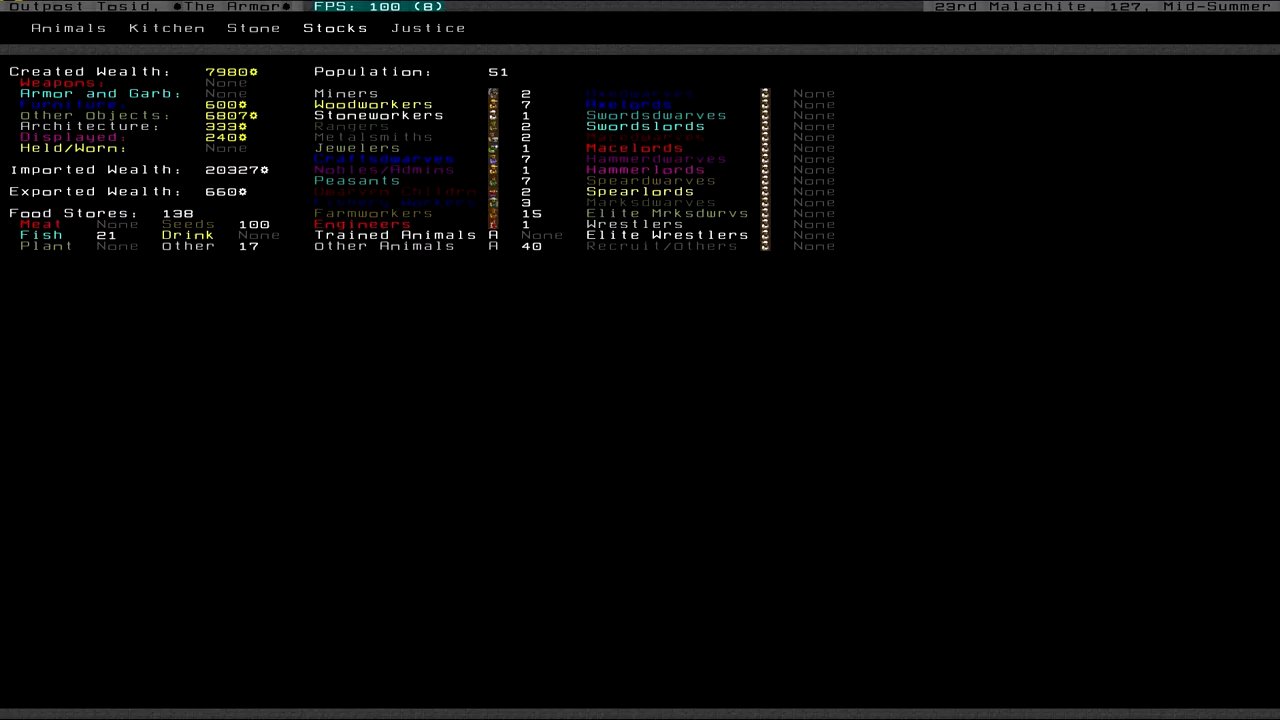 Outpost Tosid, •The Armor• FPS: 100 (8) 23rd Malachite, 127, Mid-Summer
Animals Kitchen Stone Stocks Justice
Created Wealth: 7980☼ Population: 51
Weapons: None
Armor and Garb: None Miners 2 None
Furniture: 600☼ Woodworkers 7 Axelords None
Other Objects: 6807☼ Stoneworkers 1 Swordsdwarves None
Architecture: 333☼ Rangers 2 Swordslords None
Displayed: 240☼ Metalsmiths 2 Macedwarves None
Held/Worn: None Jewelers 1 Macelords None
Craftsdwarves 7 Hammerdwarves None
Imported Wealth: 20327☼ Nobles/Admins 1 Hammerlords None
Peasants 7 Speardwarves None
Exported Wealth: 660☼ Dwarven Childrn 2 Spearlords None
Fishery Workers 3 Marksdwarves None
Food Stores: 138 Farmworkers 15 Elite Mrksdwrvs None
Meat None Seeds 100 Engineers 1 Wrestlers None
Fish 21 Drink None Trained Animals A None Elite Wrestlers None
Plant None Other 17 Other Animals A 40 Recruit/Others None